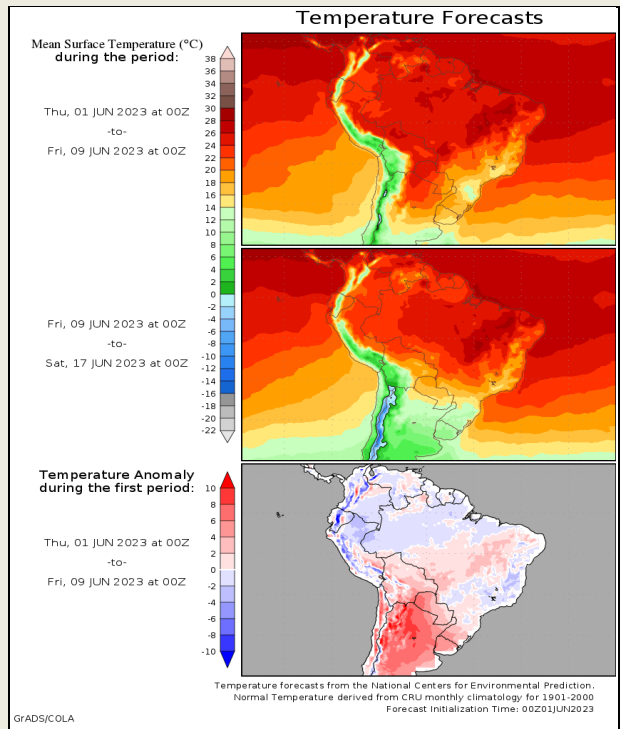 Temperature Forecasts
Mean Surface Temperature (°C)
during the period:
Thu, 01 JUN 2023 at 00Z
-to-
Fri, 09 JUN 2023 at 00Z
38
36
34
32
30
28
26
24
22
20
18
16
14
12
10
8
6
4
2
0
-2
-4
-6
-8
-10
-12
-14
-16
-18
-20
-22
Fri, 09 JUN 2023 at 00Z
-to-
Sat, 17 JUN 2023 at 00Z
Temperature Anomaly
during the first period:
Thu, 01 JUN 2023 at 00Z
-to-
Fri, 09 JUN 2023 at 00Z
10
8
6
4
2
0
-2
-4
-6
-8
-10
Temperature forecasts from the National Centers for Environmental Prediction.
Normal Temperature derived from CRU monthly climatology for 1901-2000
Forecast Initialization Time: 00Z01JUN2023
GrADS/COLA